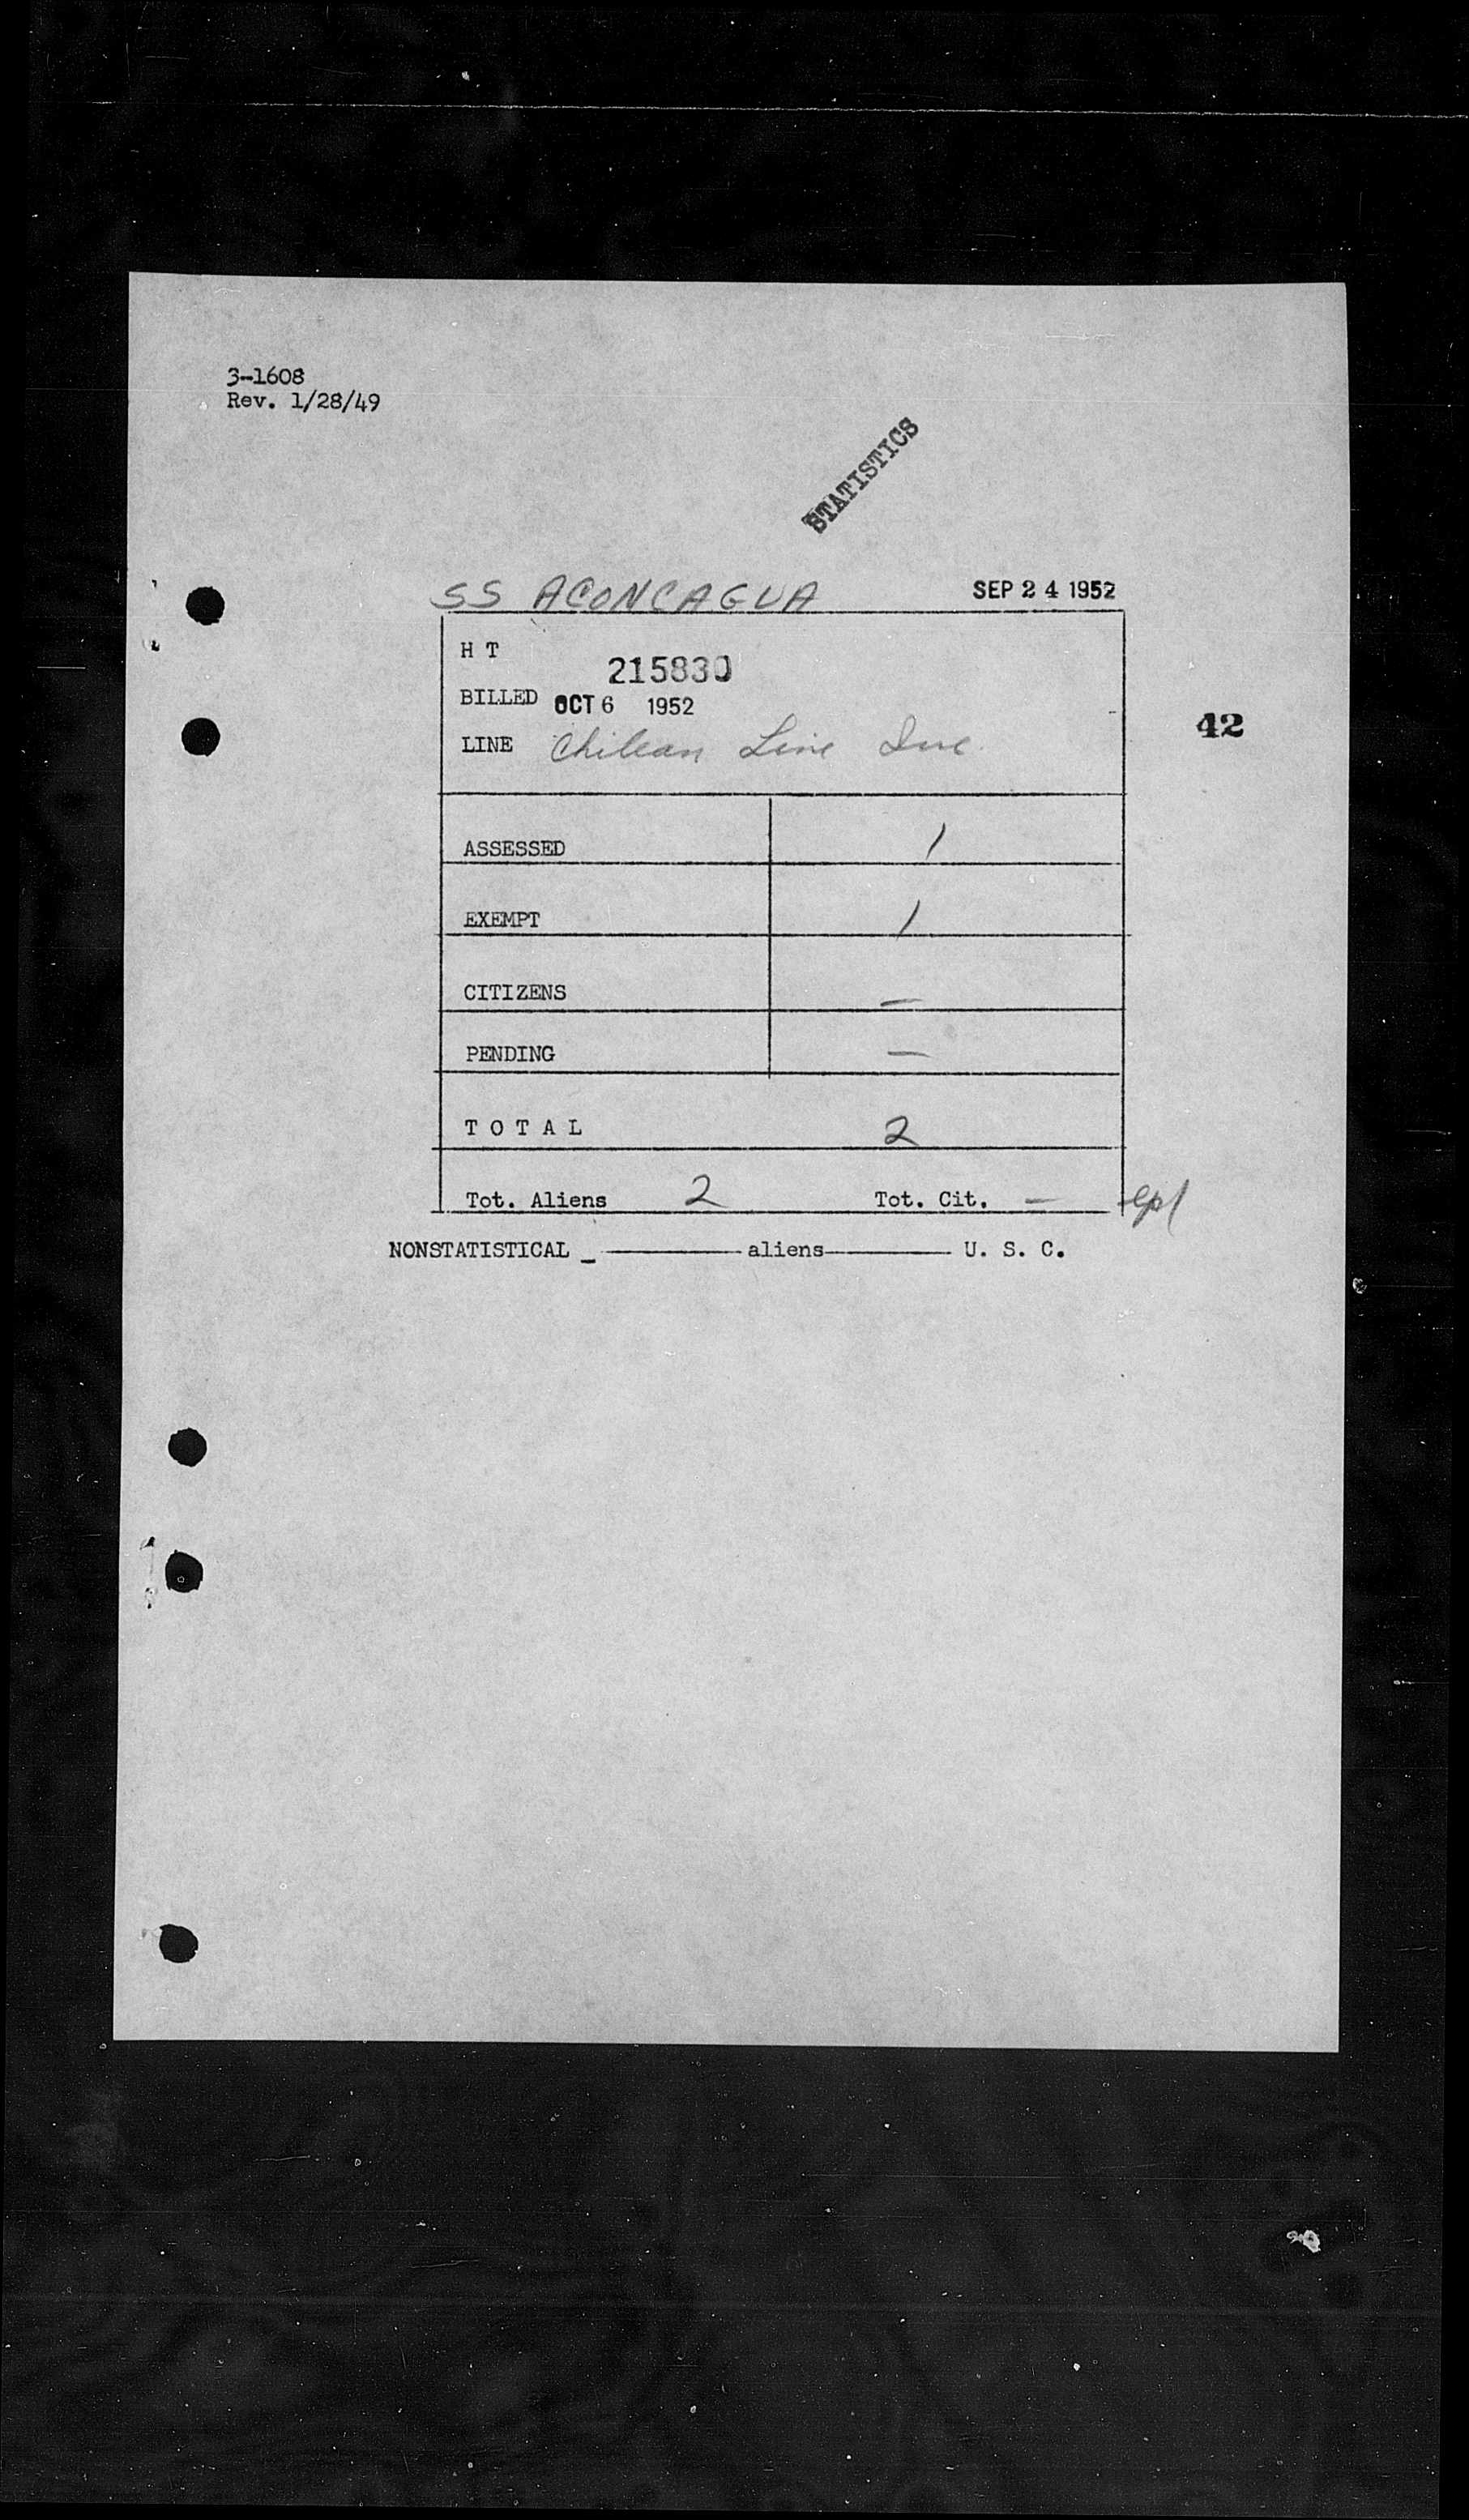 3-1608
Rev. 1/28/49
STATISTICS
SS ACONCAGUA SEP 24 1952
H T
215830
BILLED OCT 6 1952
42
LINE Chilean Line Inc.
ASSESSED 1
EXEMPT 1
CITIZENS —
PENDING —
T O T A L 2
Tot. Aliens 2 Tot. Cit. —
NONSTATISTICAL _ ———— aliens ———— U. S. C.